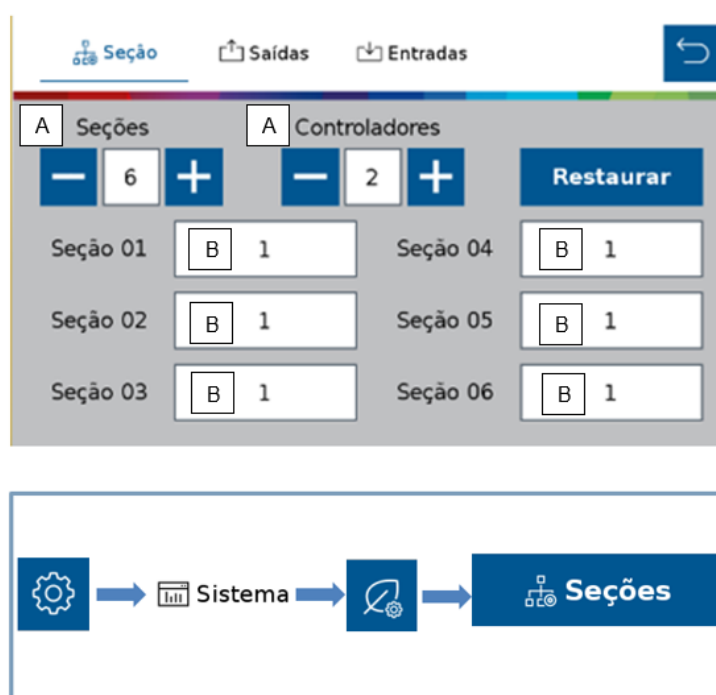 Seção Saídas Entradas
A Seções A Controladores
6 2 Restaurar
Seção 01 B 1 Seção 04 B 1
Seção 02 B 1 Seção 05 B 1
Seção 03 B 1 Seção 06 B 1
Sistema Seções